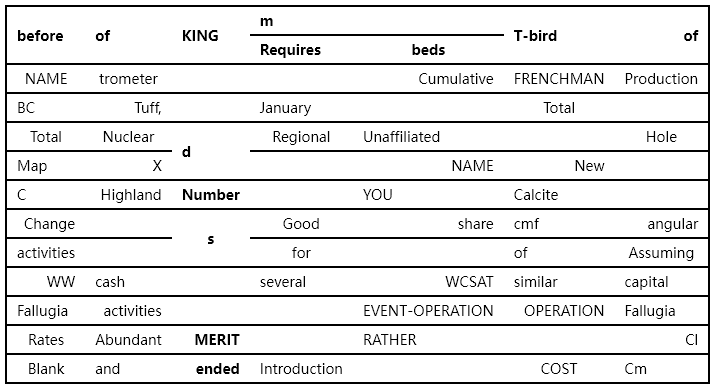 before of KING m T-bird of
Requires beds
NAME trometer Cumulative FRENCHMAN Production
BC Tuff, January Total
Total Nuclear d Regional Unaffiliated Hole
Map X NAME New
C Highland Number YOU Calcite
Change s Good share cmf angular
activities for of Assuming
WW cash several WCSAT similar capital
Fallugia activities EVENT-OPERATION OPERATION Fallugia
Rates Abundant MERIT RATHER CI
Blank and ended Introduction COST Cm